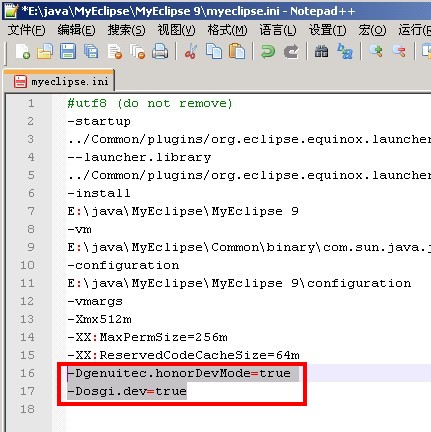 *E:\java\MyEclipse\MyEclipse 9\myeclipse.ini - Notepad++
文件(F) 编辑(E) 搜索(S) 视图(V) 格式(M) 语言(L) 设置(T) 宏(O) 运行(R
myeclipse.ini
1 #utf8 (do not remove)
2 -startup
3 ../Common/plugins/org.eclipse.equinox.launcher
4 --launcher.library
5 ../Common/plugins/org.eclipse.equinox.launcher
6 -install
7 E:\java\MyEclipse\MyEclipse 9
8 -vm
9 E:\java\MyEclipse\Common\binary\com.sun.java.j
10 -configuration
11 E:\java\MyEclipse\MyEclipse 9\configuration
12 -vmargs
13 -Xmx512m
14 -XX:MaxPermSize=256m
15 -XX:ReservedCodeCacheSize=64m
16 -Dgenuitec.honorDevMode=true
17 -Dosgi.dev=true
18